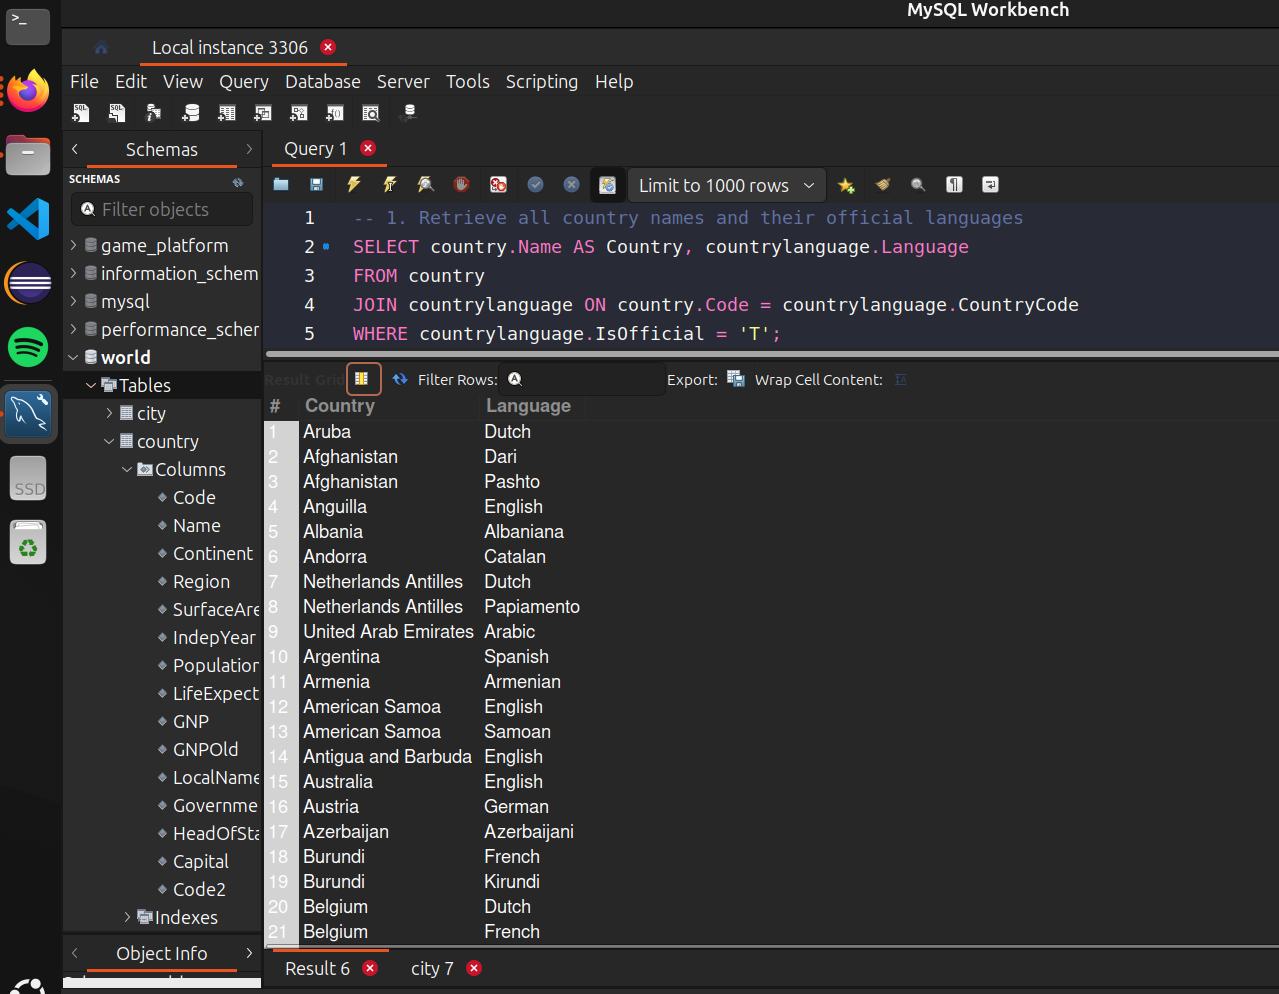 MySQL Workbench
>_
Local instance 3306
File Edit View Query Database Server Tools Scripting Help
Schemas
Query 1
SCHEMAS
Limit to 1000 rows
Filter objects
game_platform
information_schem
mysql
performance_scher
world
Tables
city
country
Columns
Code
Name
Continent
Region
SurfaceAre
IndepYear
Population
LifeExpect
GNP
GNPOld
LocalName
Governme
HeadOfSta
Capital
Code2
Indexes
Object Info
SSD
1 -- 1. Retrieve all country names and their official languages
2 SELECT country.Name AS Country, countrylanguage.Language
3 FROM country
4 JOIN countrylanguage ON country.Code = countrylanguage.CountryCode
5 WHERE countrylanguage.IsOfficial = 'T';
Result Grid Filter Rows: Export: Wrap Cell Content:
# Country Language
1 Aruba Dutch
2 Afghanistan Dari
3 Afghanistan Pashto
4 Anguilla English
5 Albania Albaniana
6 Andorra Catalan
7 Netherlands Antilles Dutch
8 Netherlands Antilles Papiamento
9 United Arab Emirates Arabic
10 Argentina Spanish
11 Armenia Armenian
12 American Samoa English
13 American Samoa Samoan
14 Antigua and Barbuda English
15 Australia English
16 Austria German
17 Azerbaijan Azerbaijani
18 Burundi French
19 Burundi Kirundi
20 Belgium Dutch
21 Belgium French
Result 6 city 7